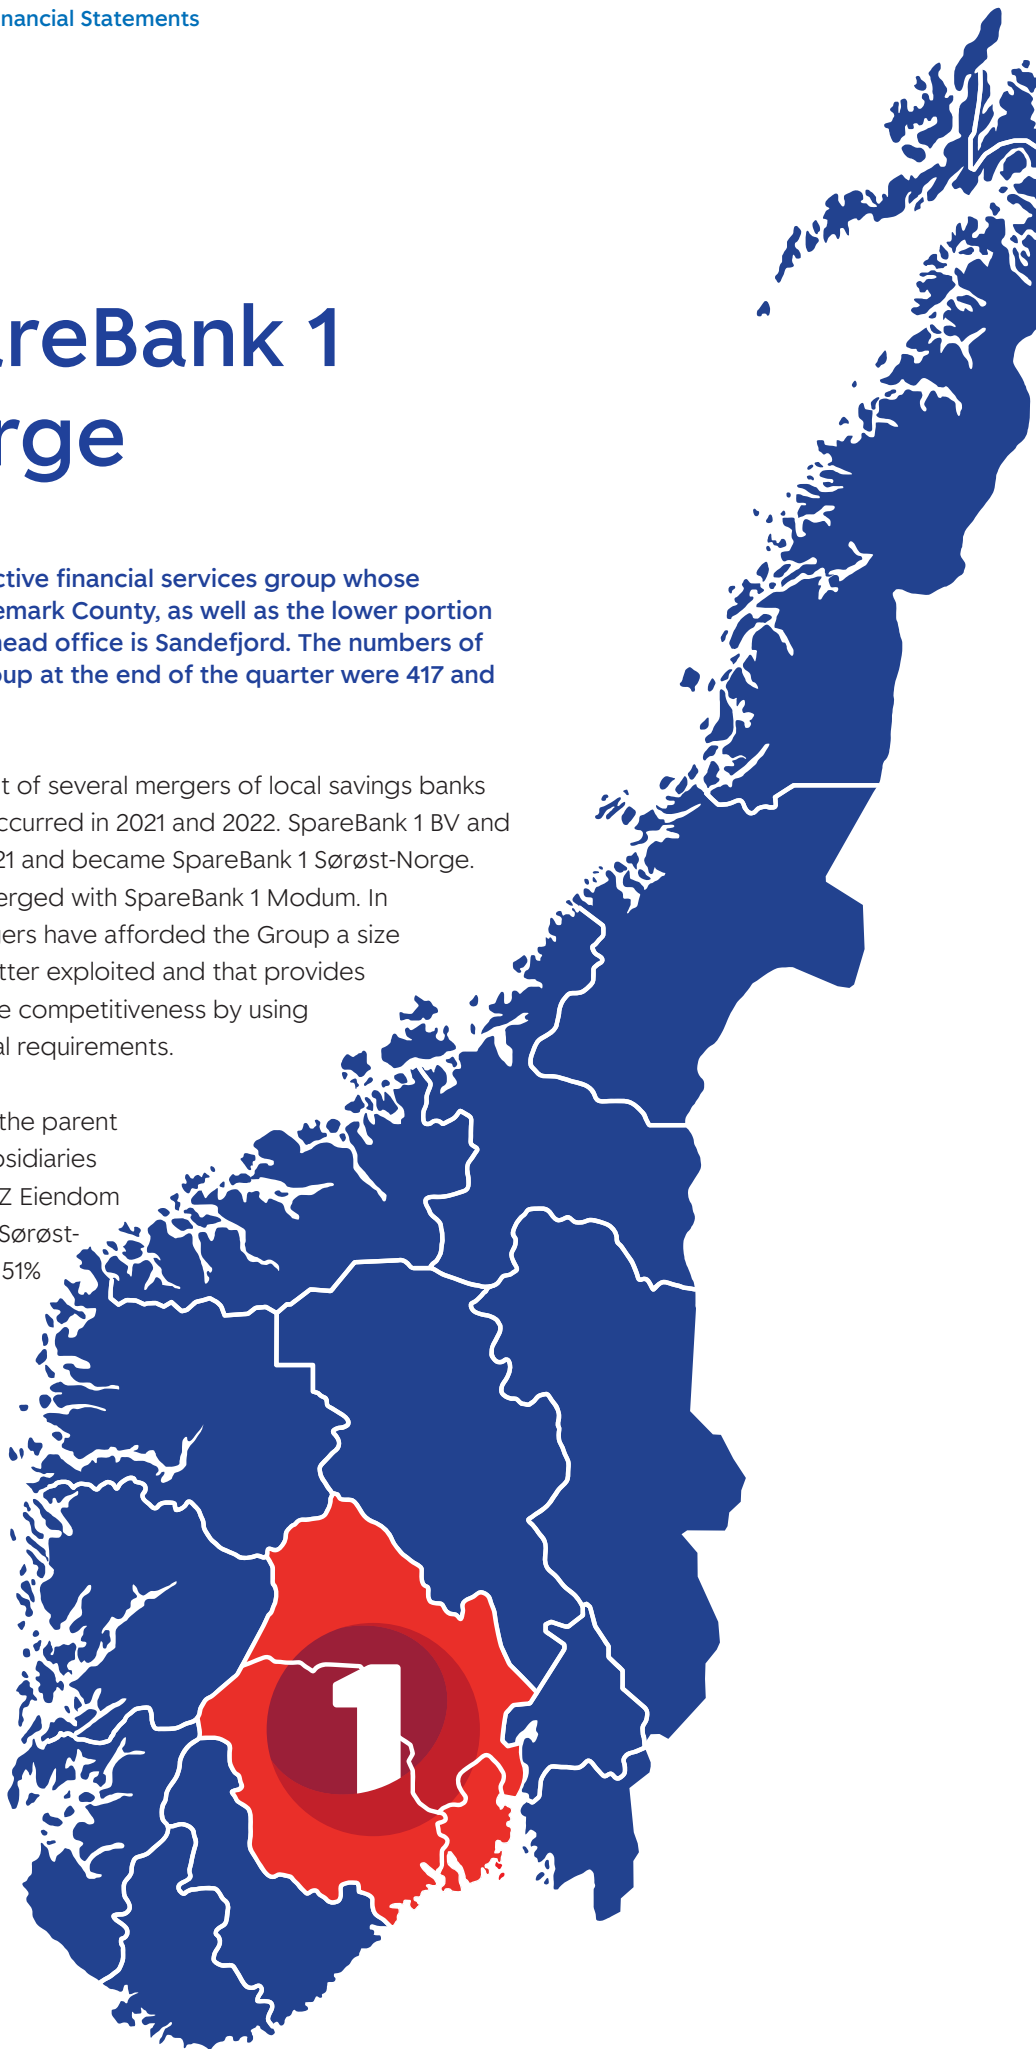 nancial Statements
areBank 1
rge
ctive financial services group whose
emark County, as well as the lower portion
head office is Sandefjord. The numbers of
oup at the end of the quarter were 417 and
t of several mergers of local savings banks
ccurred in 2021 and 2022. SpareBank 1 BV and
21 and became SpareBank 1 Sørøst-Norge.
erged with SpareBank 1 Modum. In
gers have afforded the Group a size
tter exploited and that provides
e competitiveness by using
al requirements.
the parent
bsidiaries
Z Eiendom
Sørøst-
51%
1